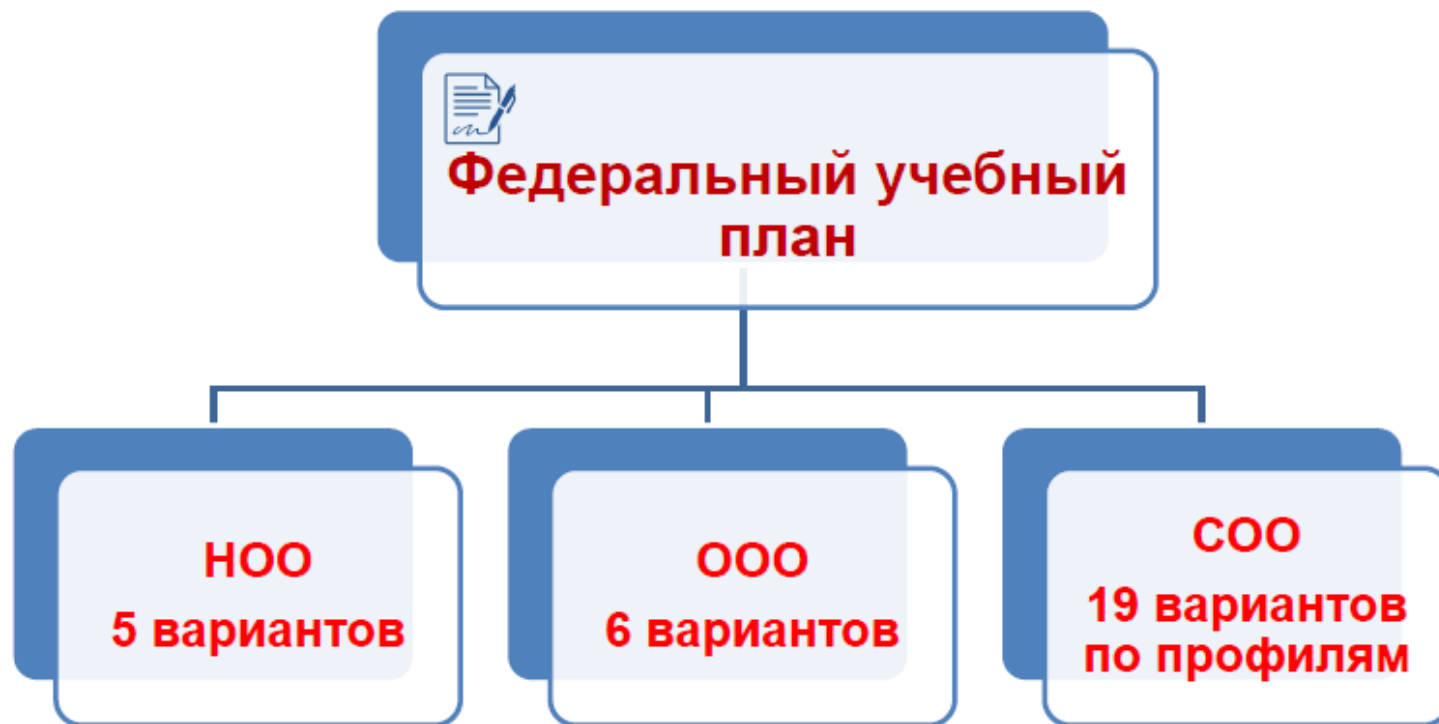 Федеральный учебный
план
НОО
5 вариантов
ООО
6 вариантов
СОО
19 вариантов
по профилям